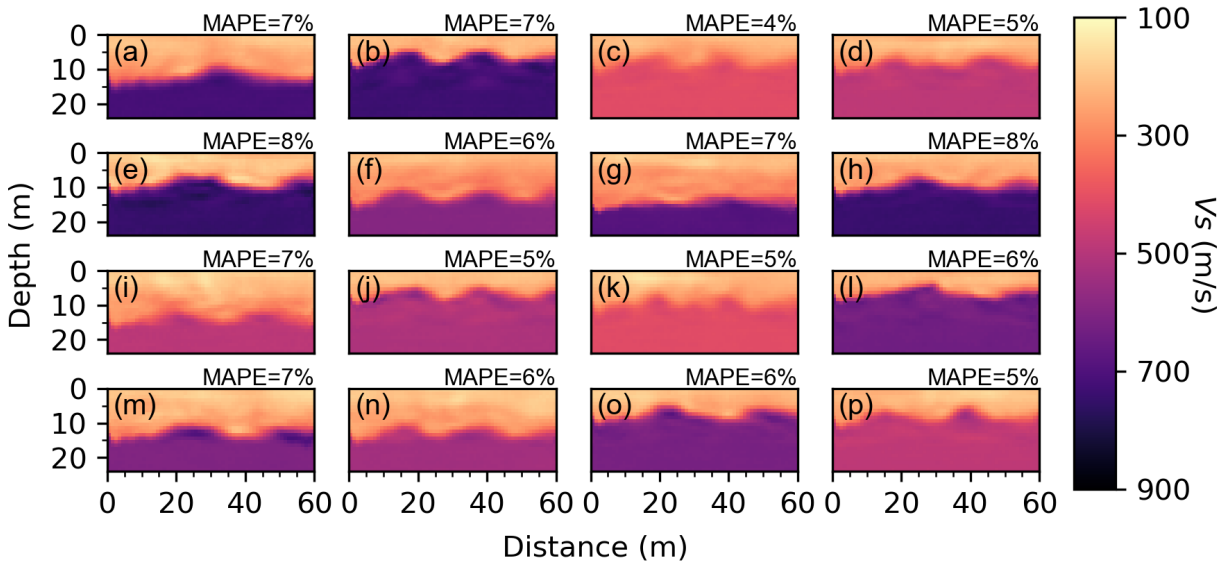 MAPE=7% MAPE=7% MAPE=4% MAPE=5%
0 (a) (b) (c) (d) 100
10
20
MAPE=8% MAPE=6% MAPE=7% MAPE=8%
0 (e) (f) (g) (h) 300
10
20
MAPE=7% MAPE=5% MAPE=5% MAPE=6%
0 (i) (j) (k) (l) 500
10
20
MAPE=7% MAPE=6% MAPE=6% MAPE=5%
0 (m) (n) (o) (p) 700
10
20 900
0 20 40 60 0 20 40 60 0 20 40 60 0 20 40 60
Depth (m)
Distance (m)
Vs (m/s)